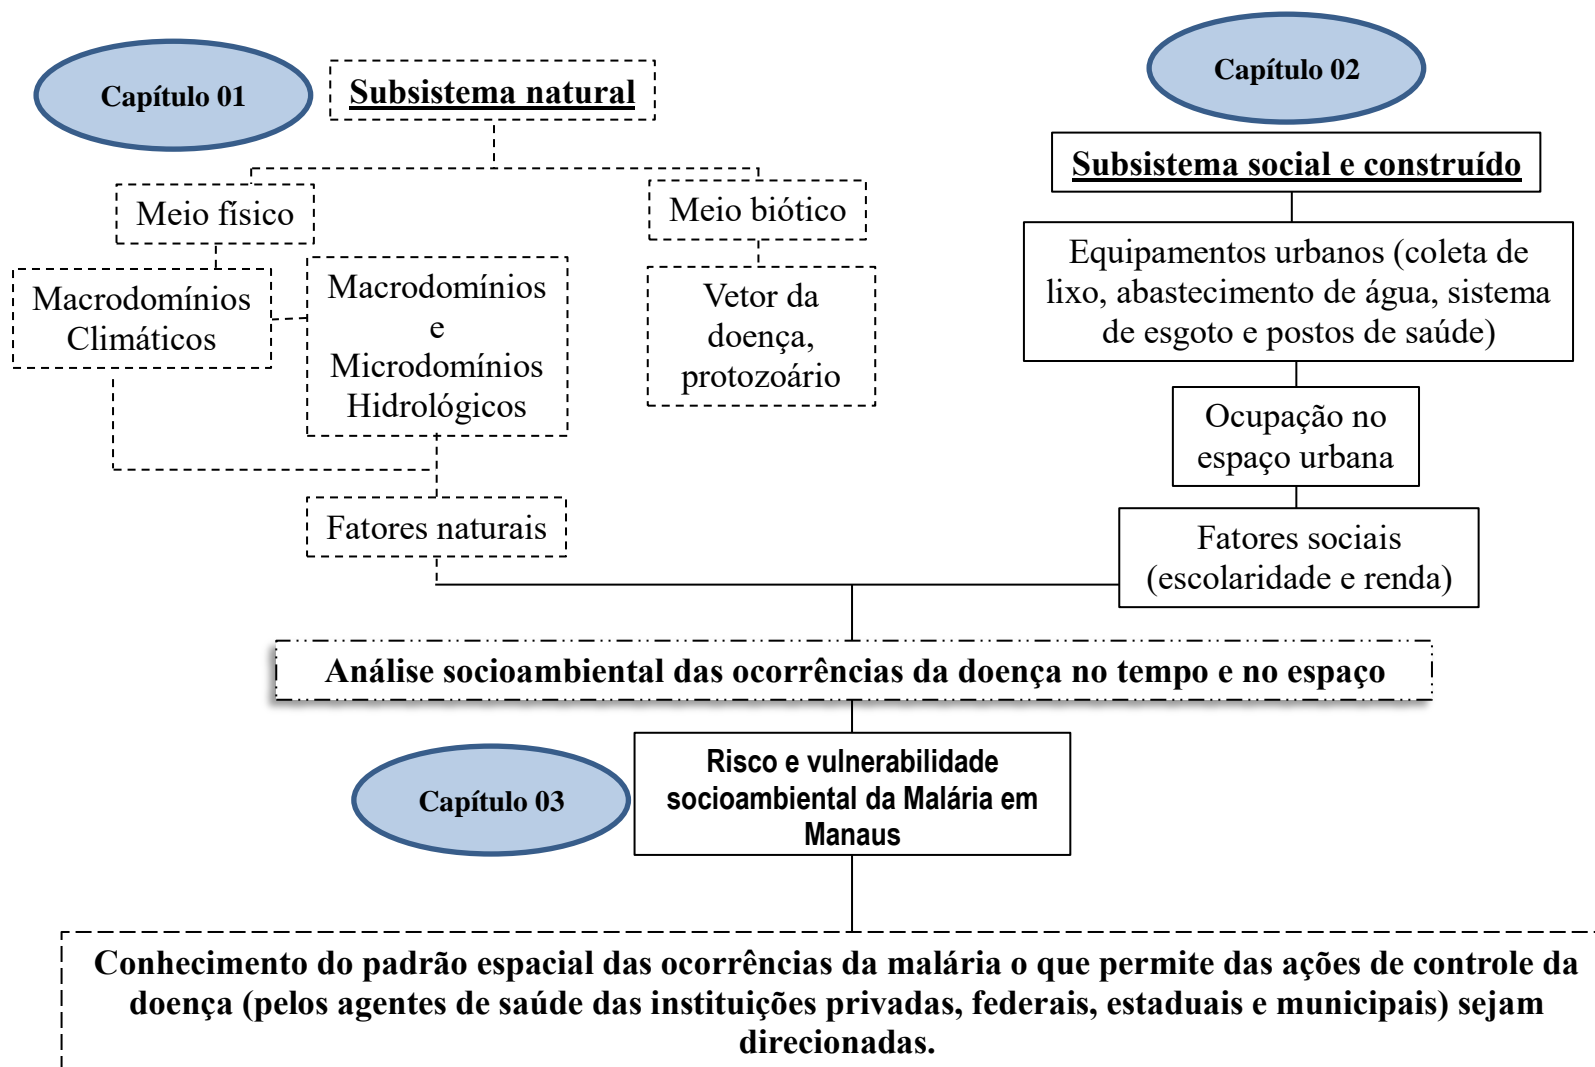 Capítulo 01
Subsistema natural
Meio físico
Meio biótico
Macrodomínios
Climáticos
Macrodomínios
e
Microdomínios
Hidrológicos
Vetor da
doença,
protozoário
Fatores naturais
Capítulo 02
Subsistema social e construído
Equipamentos urbanos (coleta de
lixo, abastecimento de água, sistema
de esgoto e postos de saúde)
Ocupação no
espaço urbana
Fatores sociais
(escolaridade e renda)
Análise socioambiental das ocorrências da doença no tempo e no espaço
Capítulo 03
Risco e vulnerabilidade
socioambiental da Malária em
Manaus
Conhecimento do padrão espacial das ocorrências da malária o que permite das ações de controle da
doença (pelos agentes de saúde das instituições privadas, federais, estaduais e municipais) sejam
direcionadas.